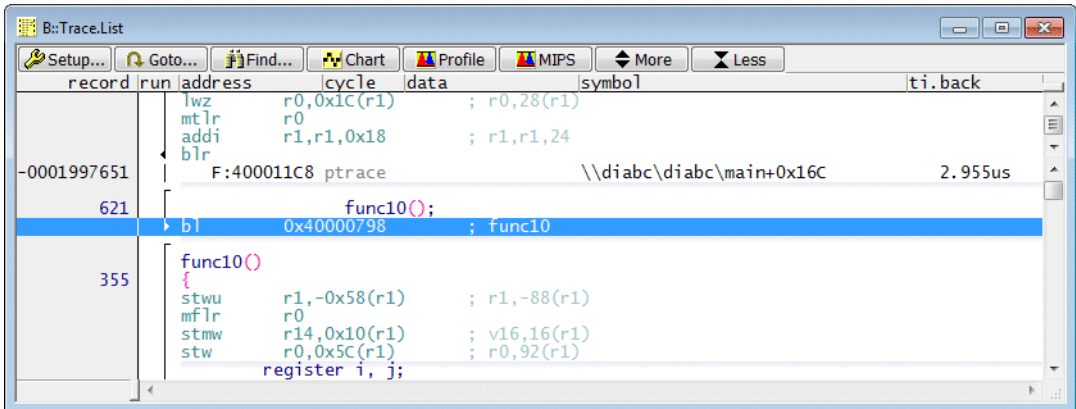 B::Trace.List
Setup... Goto... Find... Chart Profile MIPS More Less
record run address cycle data symbol ti.back
lwz r0,0x1C(r1) ; r0,28(r1)
mtlr r0
addi r1,r1,0x18 ; r1,r1,24
blr
-0001997651 F:400011C8 ptrace \\diabc\diabc\main+0x16C 2.955us
621 func10();
bl 0x40000798 ; func10
func10()
355 {
stwu r1,-0x58(r1) ; r1,-88(r1)
mflr r0
stmw r14,0x10(r1) ; v16,16(r1)
stw r0,0x5C(r1) ; r0,92(r1)
register i, j;